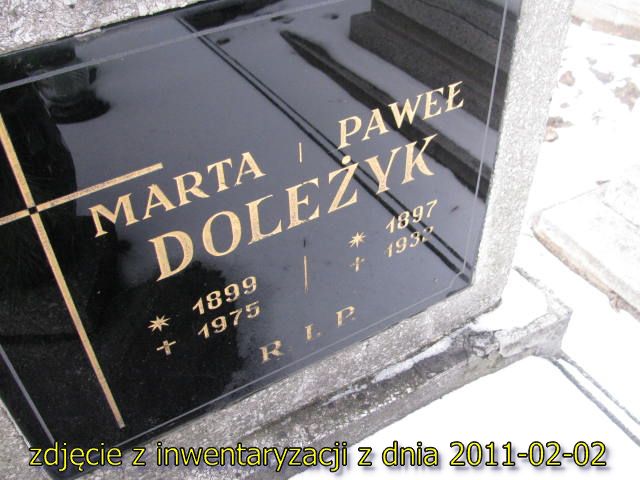 MARTA | PAWEŁ
DOLEŻYK
* 1899 | * 1897
+ 1975 + 1932
R. I. P.
zdjęcie z inwentaryzacji z dnia 2011-02-02